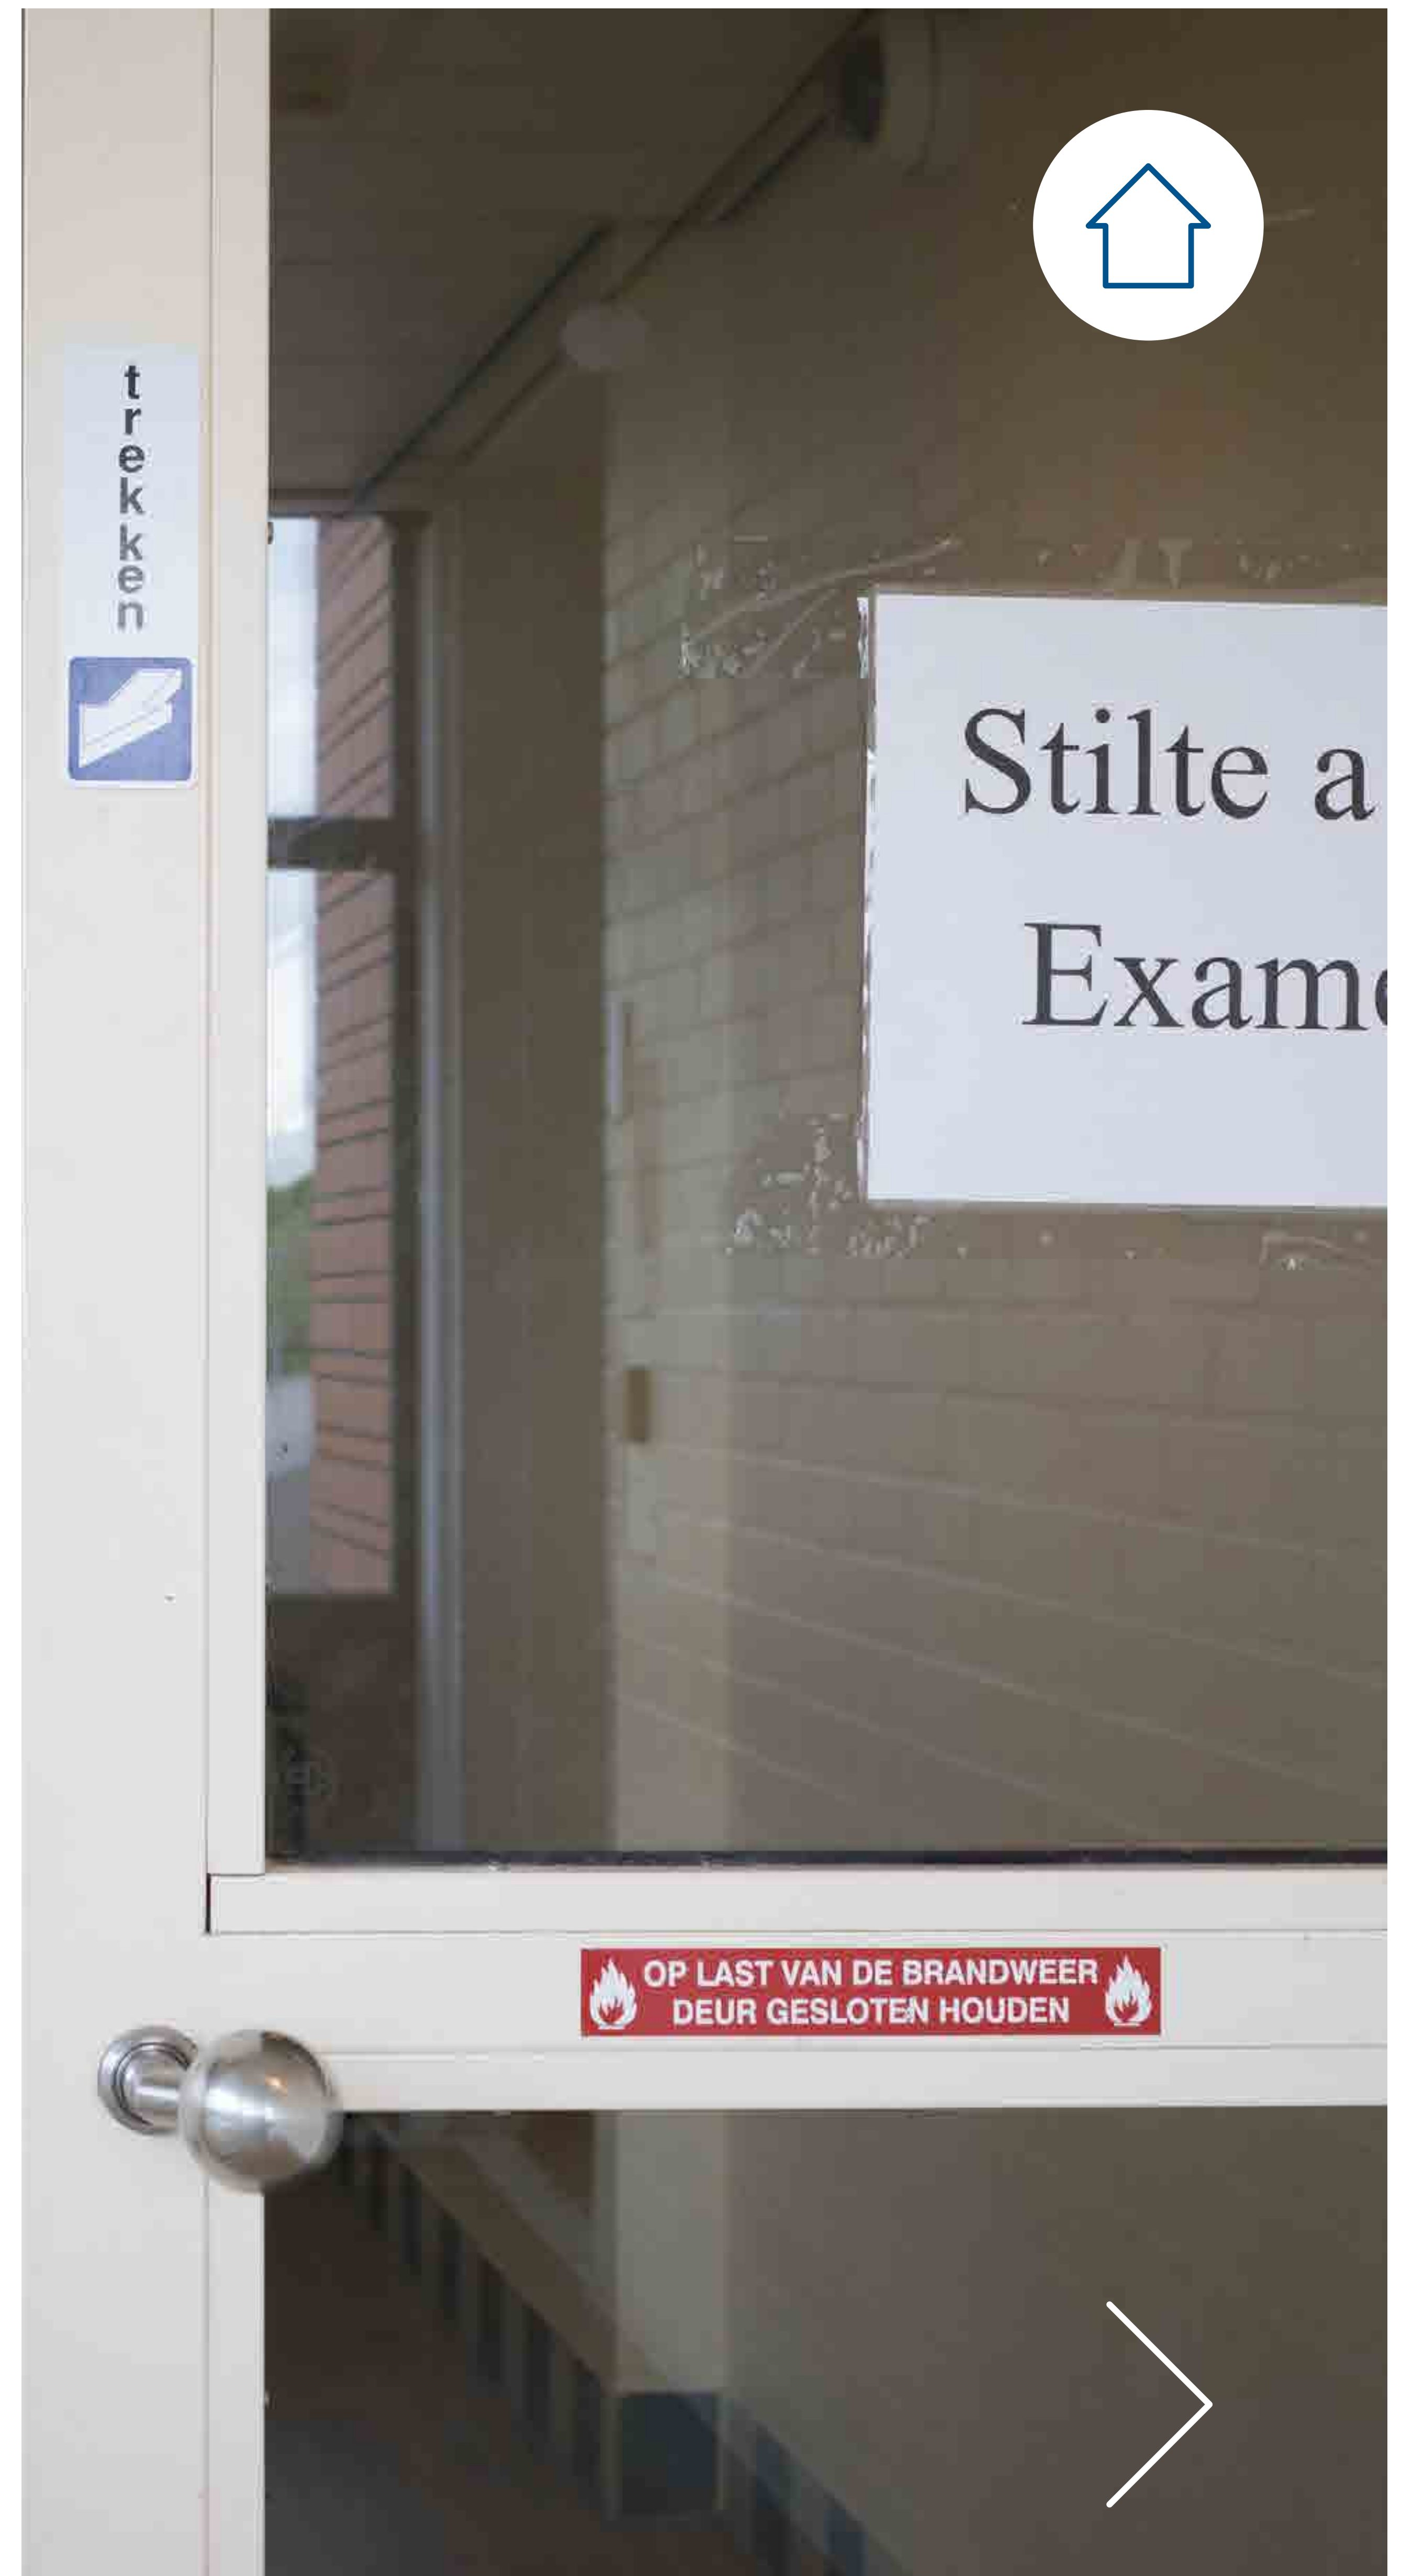 trekken
Stilte a
Exam
OP LAST VAN DE BRANDWEER
DEUR GESLOTEN HOUDEN